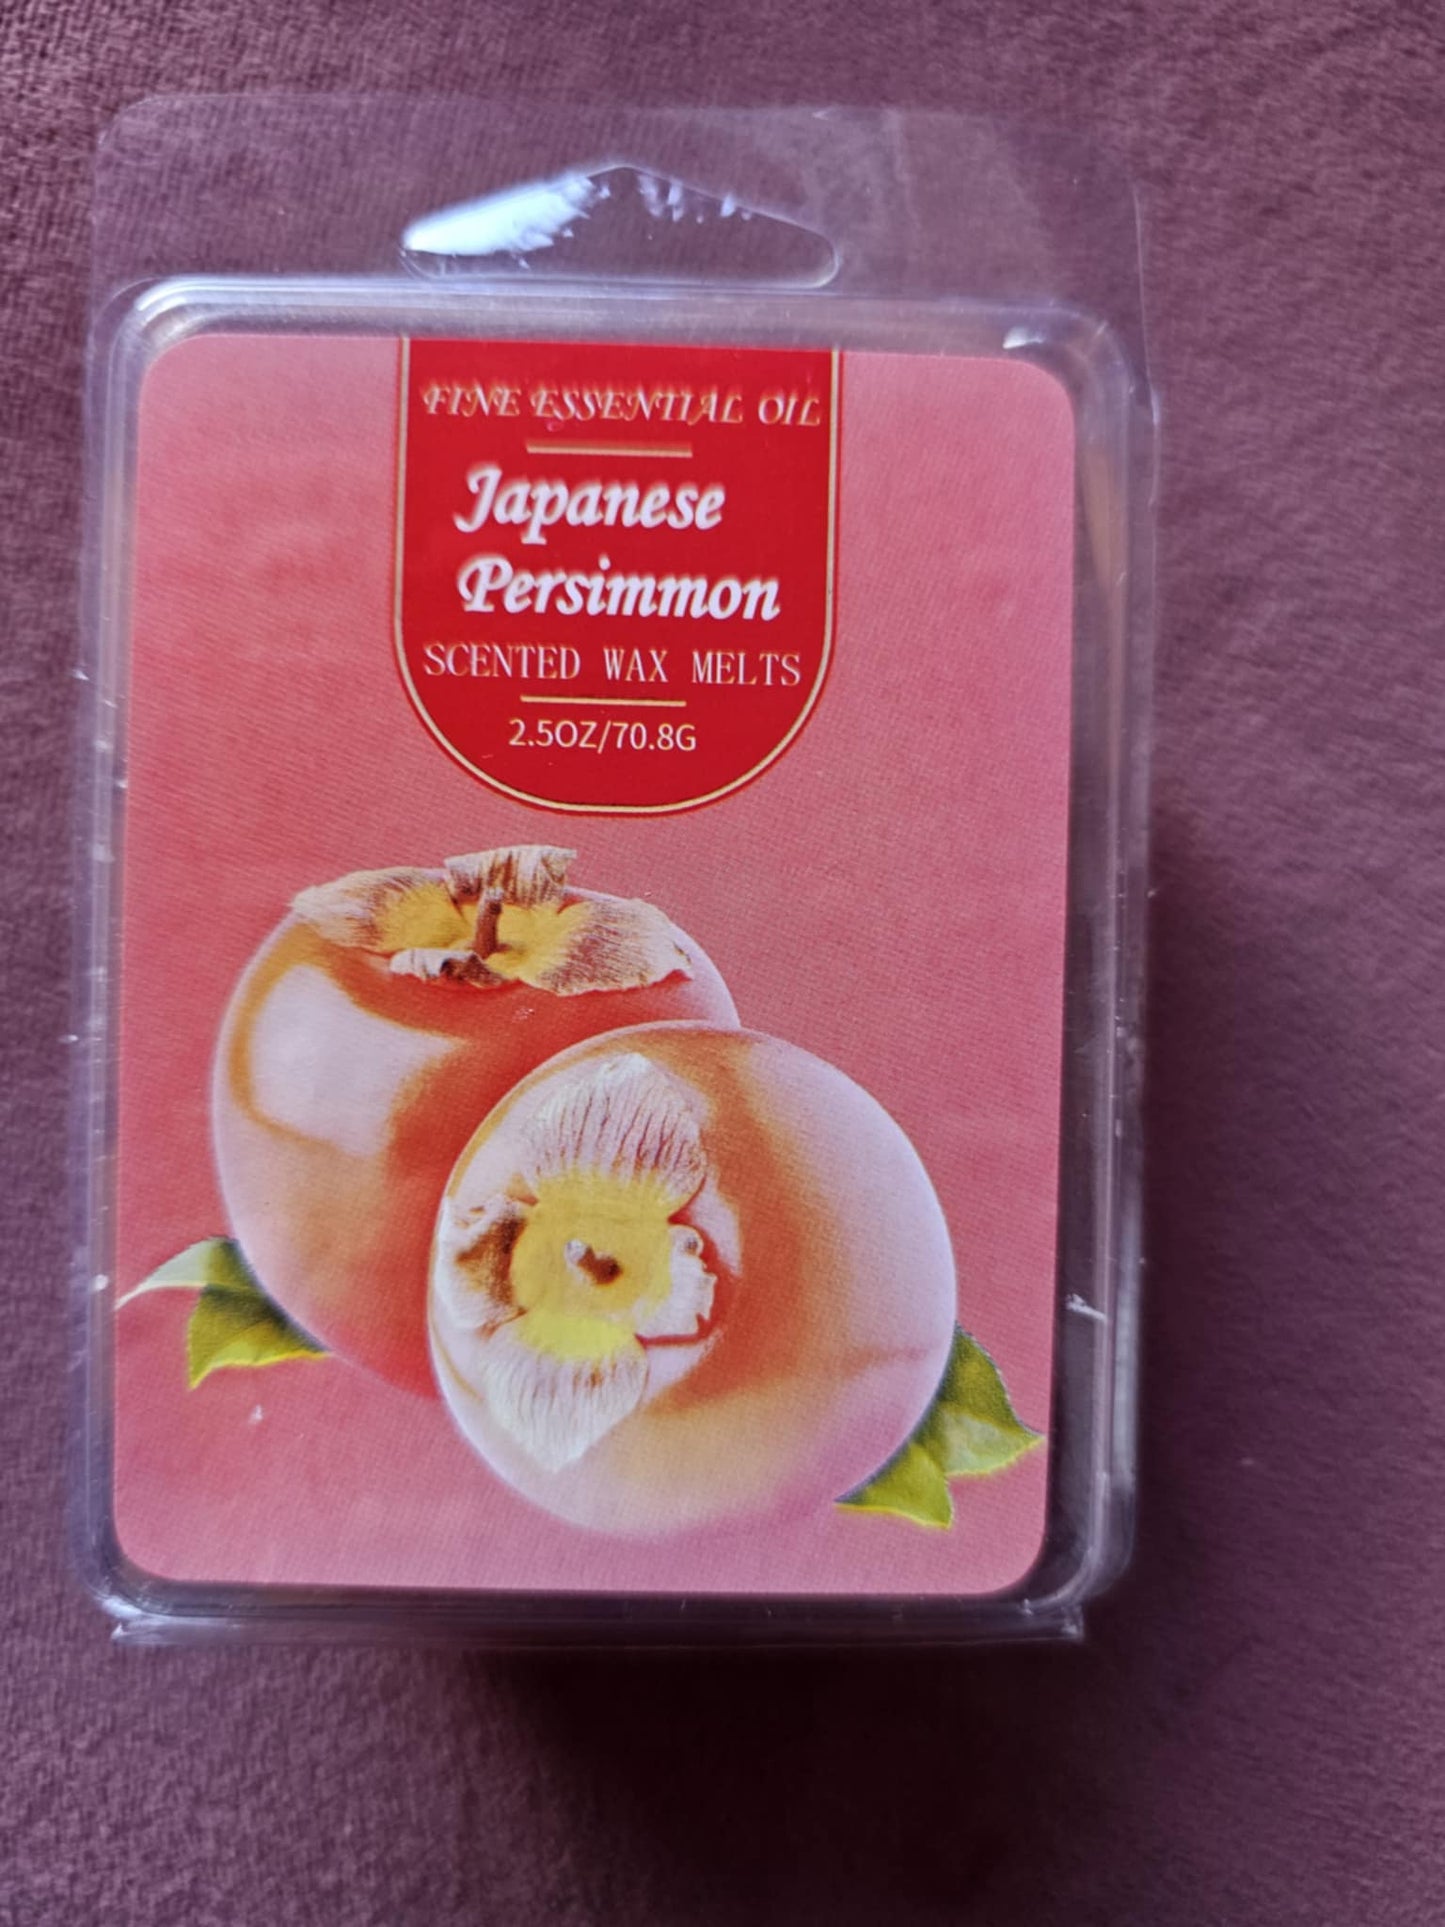 FINE ESSENTIAL OIL
Japanese
Persimmon
SCENTED WAX MELTS
2.5OZ/70.8G